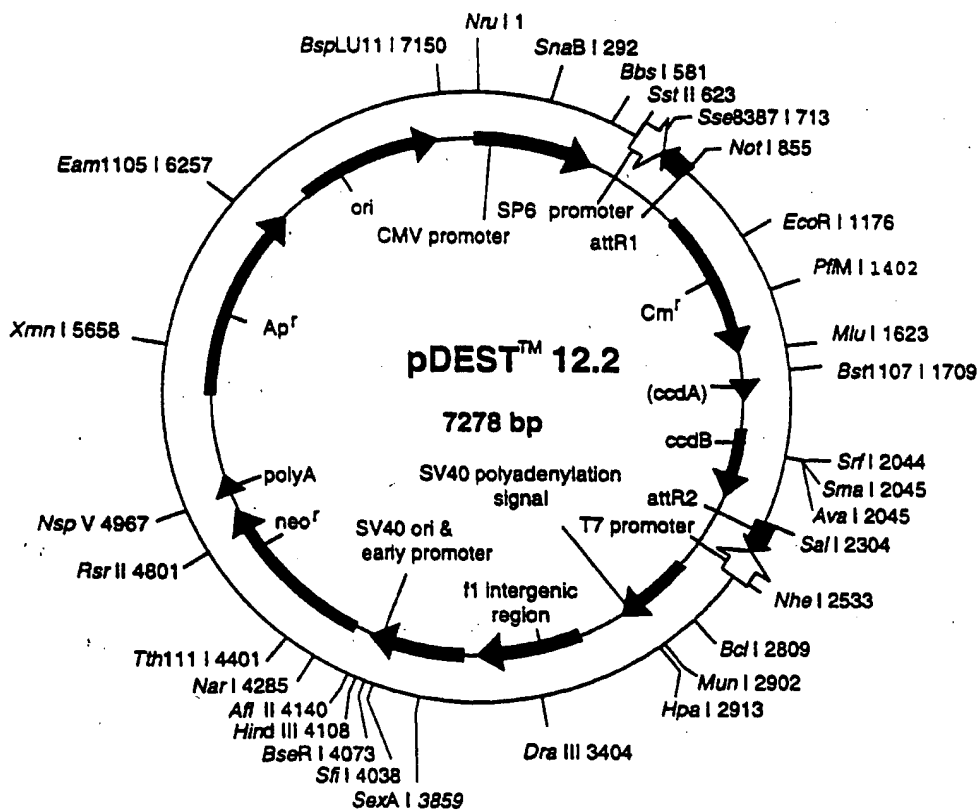 Nru I 1
BspLU11 I 7150
SnaB I 292
Bbs I 581
Sst II 623
Sse8387 I 713
Not I 855
Eam1105 I 6257
ori
CMV promoter
SP6 promoter
attR1
EcoR I 1176
PflM I 1402
Cmr
Apr
Xmn I 5658
Mlu I 1623
Bst1107 I 1709
pDEST™ 12.2
7278 bp
(ccdA)
ccdB
SV40 polyadenylation
signal
Srf I 2044
Sma I 2045
Ava I 2045
attR2
T7 promoter
Sal I 2304
polyA
Nsp V 4967
neor
SV40 ori &
early promoter
Rsr II 4801
f1 intergenic
region
Nhe I 2533
Bcl I 2809
Mun I 2902
Hpa I 2913
Tth111 I 4401
Nar I 4285
Afl II 4140
Hind III 4108
BseR I 4073
Sfi I 4038
SexA I 3859
Dra III 3404